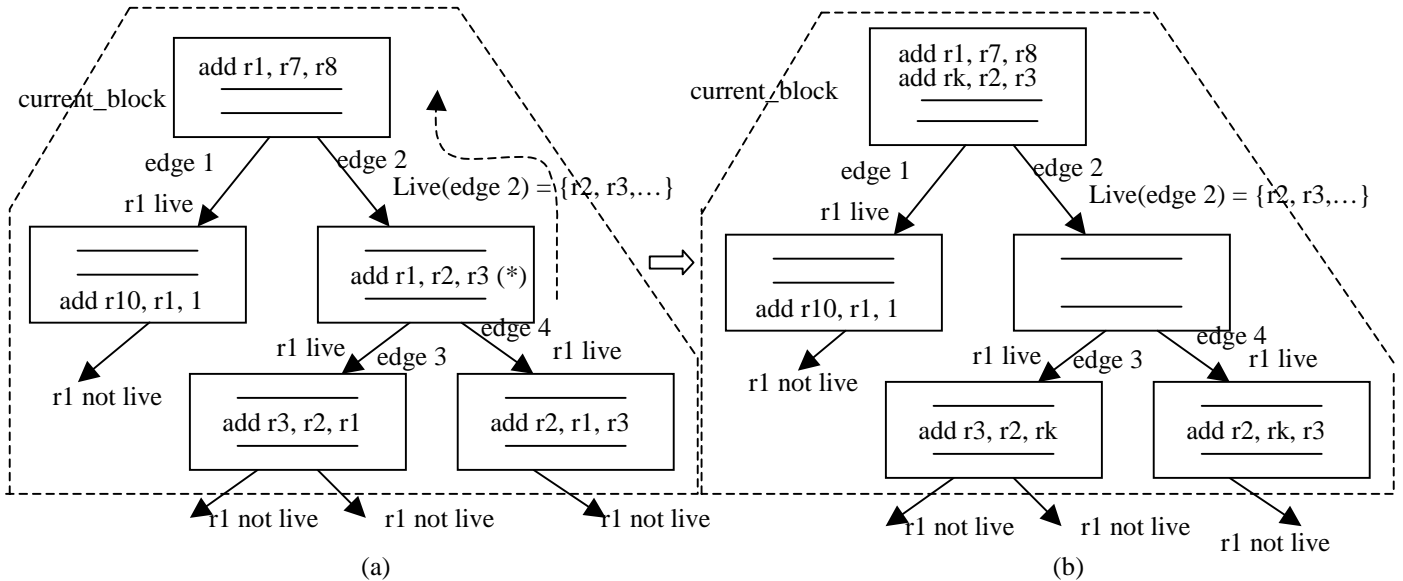 add r1, r7, r8
current_block
edge 1
edge 2
Live(edge 2) = {r2, r3,…}
r1 live
add r1, r2, r3 (*)
add r10, r1, 1
r1 live
edge 3
edge 4
r1 live
r1 not live
add r3, r2, r1
add r2, r1, r3
r1 not live
r1 not live
r1 not live
(a)
add r1, r7, r8
add rk, r2, r3
current_block
edge 1
edge 2
Live(edge 2) = {r2, r3,…}
r1 live
add r10, r1, 1
r1 live
edge 3
edge 4
r1 live
r1 not live
add r3, r2, rk
add r2, rk, r3
r1 not live
r1 not live
r1 not live
(b)